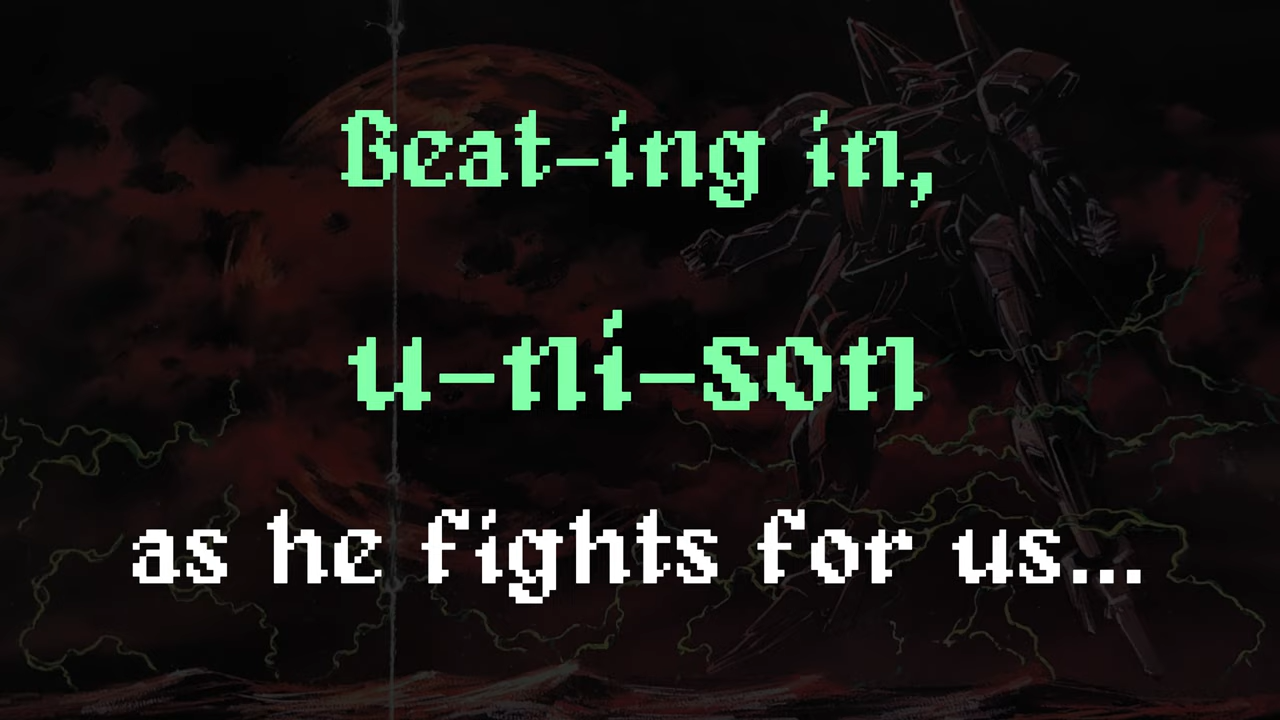 Beat-ing in,
u-ni-son
as he fights for us...